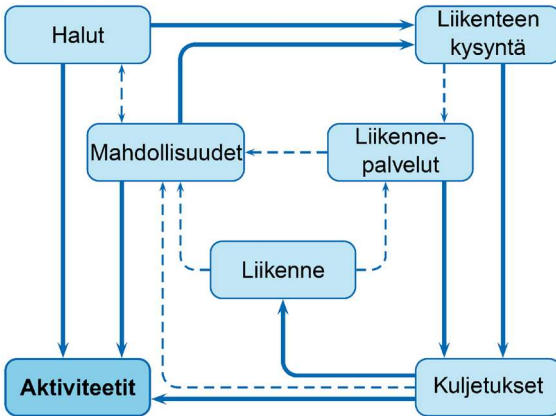 Halut
Liikenteen
kysyntä
Mahdollisuudet
Liikenne-
palvelut
Liikenne
Aktiviteetit
Kuljetukset